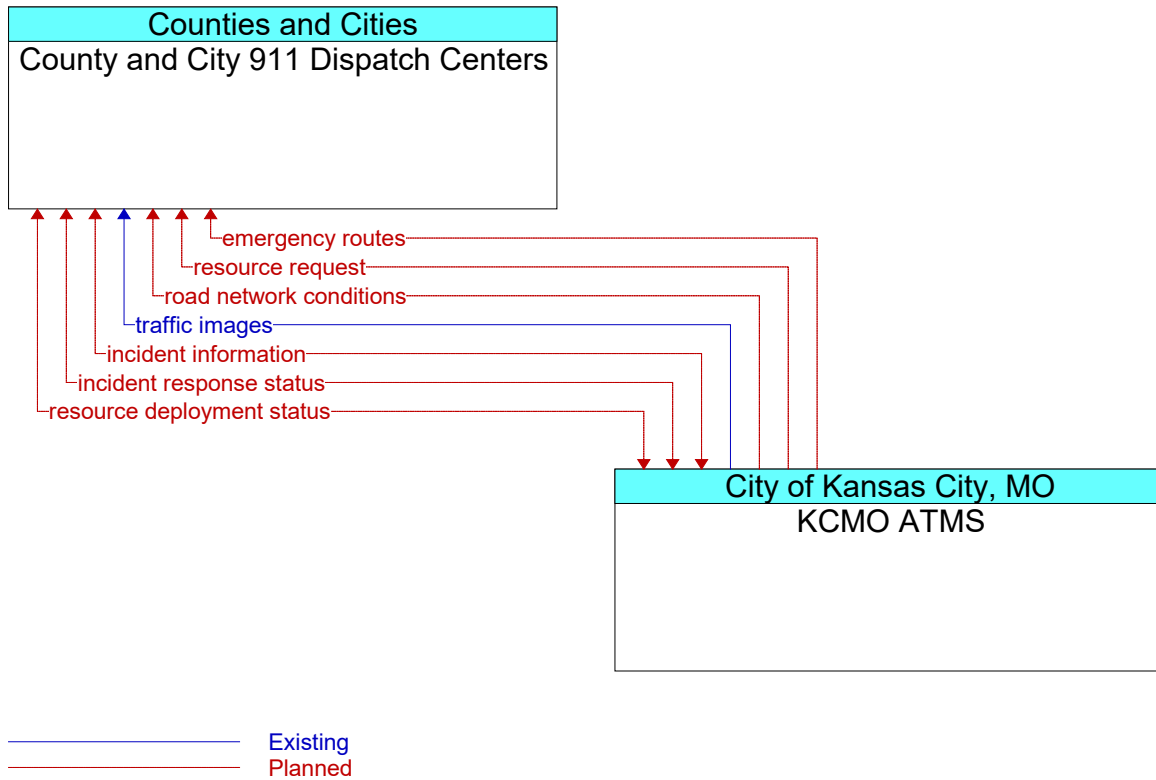 Counties and Cities
County and City 911 Dispatch Centers
emergency routes
resource request
road network conditions
traffic images
incident information
incident response status
resource deployment status
City of Kansas City, MO
KCMO ATMS
Existing
Planned